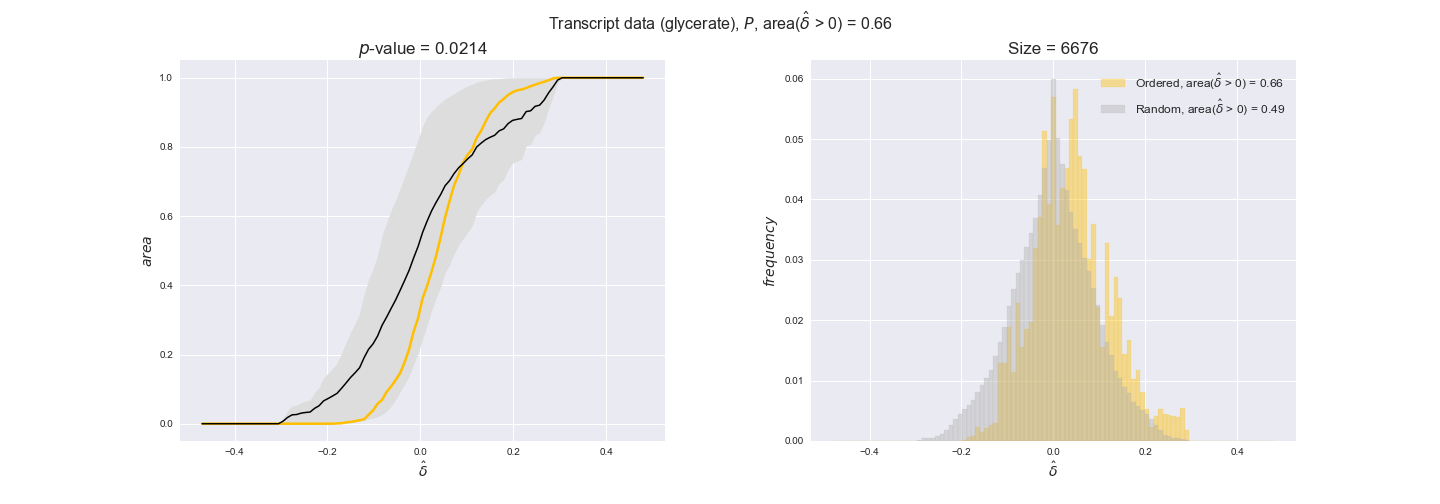 Transcript data (glycerate), P, area(δ̂ > 0) = 0.66
p-value = 0.0214
1.0
0.8
0.6
0.4
0.2
0.0
area
−0.4 −0.2 0.0 0.2 0.4
δ̂
Size = 6676
Ordered, area(δ̂ > 0) = 0.66
Random, area(δ̂ > 0) = 0.49
0.06
0.05
0.04
0.03
0.02
0.01
0.00
frequency
−0.4 −0.2 0.0 0.2 0.4
δ̂